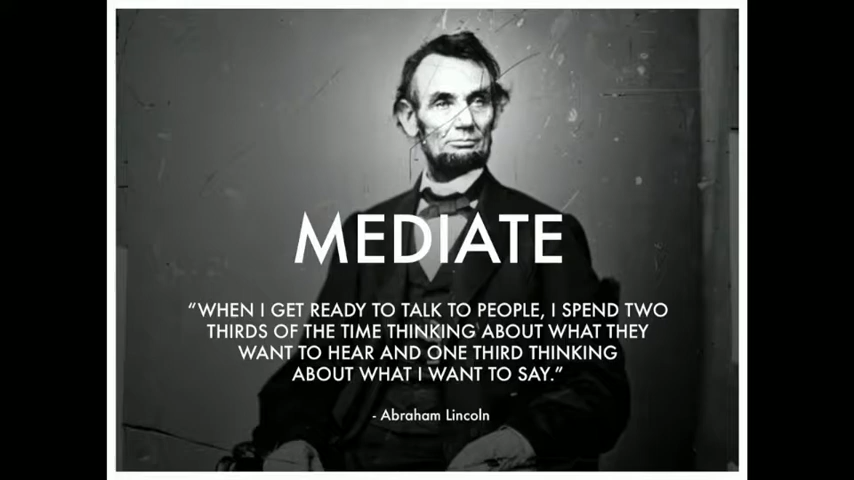 MEDIATE
“WHEN I GET READY TO TALK TO PEOPLE, I SPEND TWO
THIRDS OF THE TIME THINKING ABOUT WHAT THEY
WANT TO HEAR AND ONE THIRD THINKING
ABOUT WHAT I WANT TO SAY.”
- Abraham Lincoln